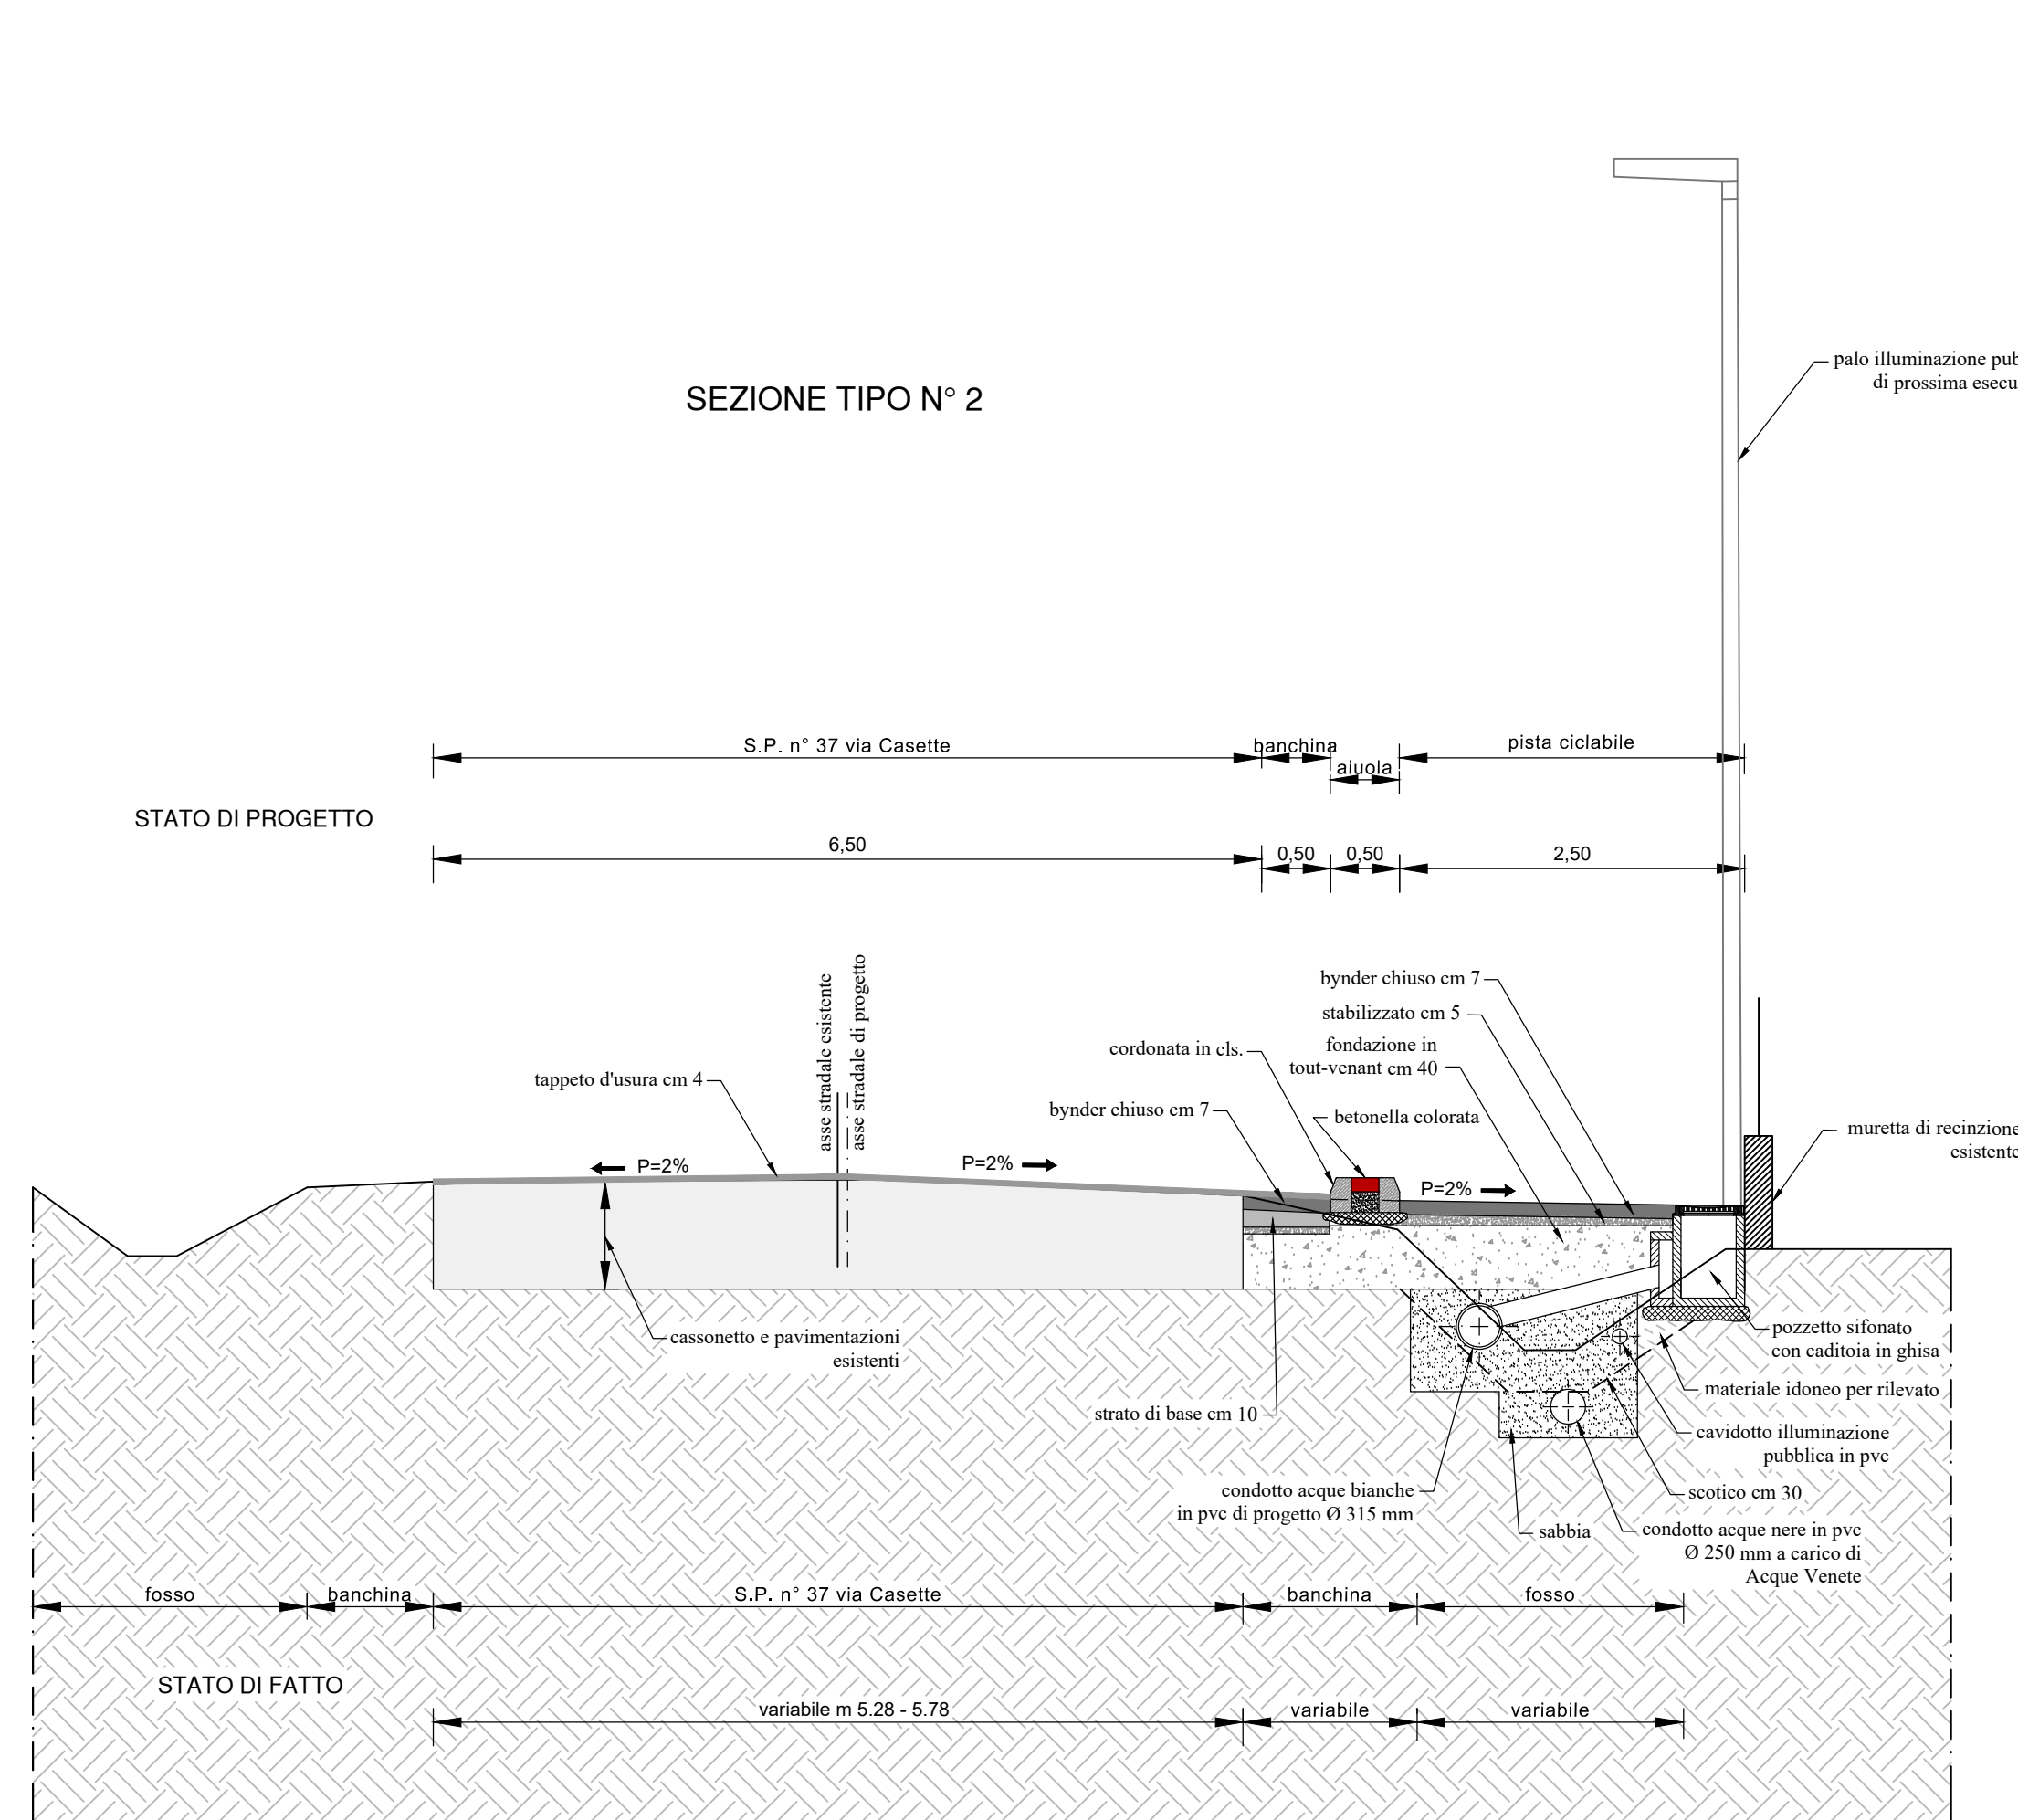 palo illuminazione pub
di prossima esecu
SEZIONE TIPO N° 2
S.P. n° 37 via Casette
banchina
aiuola
pista ciclabile
STATO DI PROGETTO
6,50
0,50
0,50
2,50
asse stradale esistente
asse stradale di progetto
bynder chiuso cm 7
stabilizzato cm 5
fondazione in
tout-venant cm 40
cordonata in cls.
tappeto d'usura cm 4
bynder chiuso cm 7
betonella colorata
muretta di recinzione
esistente
P=2%
P=2%
P=2%
cassonetto e pavimentazioni
esistenti
pozzetto sifonato
con caditoia in ghisa
materiale idoneo per rilevato
strato di base cm 10
cavidotto illuminazione
pubblica in pvc
condotto acque bianche
in pvc di progetto Ø 315 mm
scotico cm 30
sabbia
condotto acque nere in pvc
Ø 250 mm a carico di
Acque Venete
fosso
banchina
S.P. n° 37 via Casette
banchina
fosso
STATO DI FATTO
variabile m 5.28 - 5.78
variabile
variabile